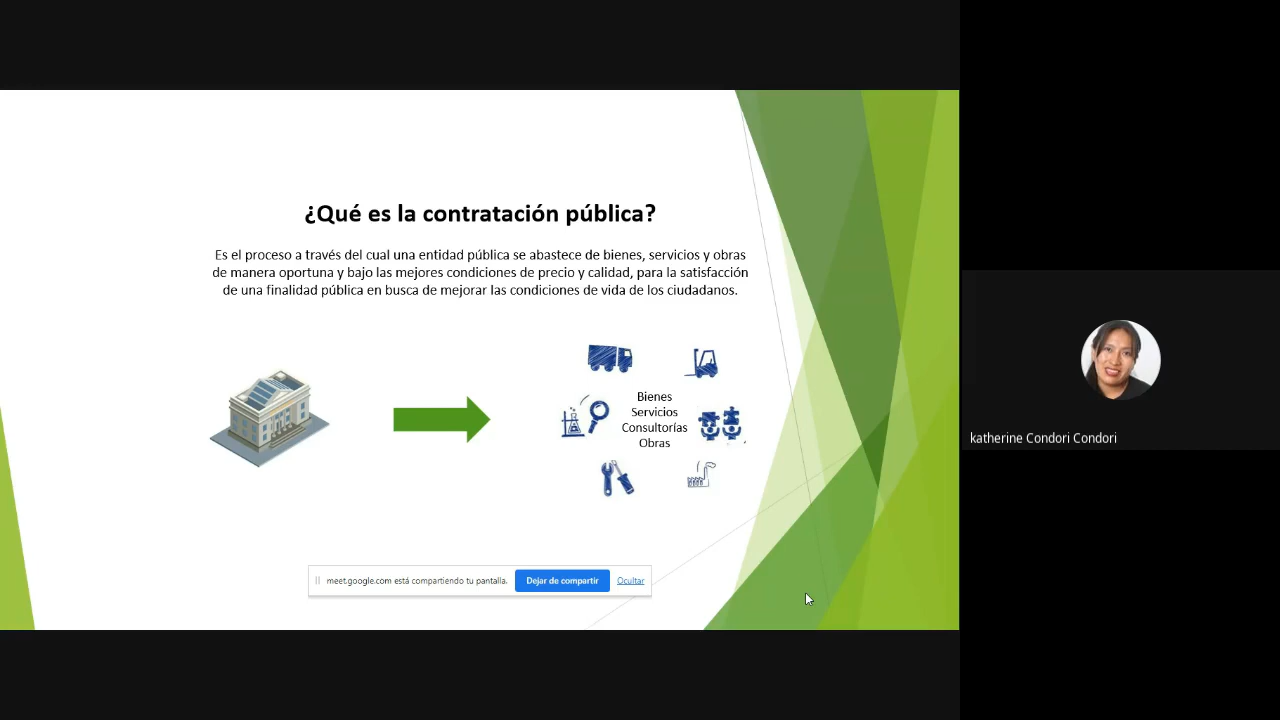 ¿Qué es la contratación pública?
Es el proceso a través del cual una entidad pública se abastece de bienes, servicios y obras
de manera oportuna y bajo las mejores condiciones de precio y calidad, para la satisfacción
de una finalidad pública en busca de mejorar las condiciones de vida de los ciudadanos.
Bienes
Servicios
Consultorías
Obras
meet.google.com está compartiendo tu pantalla.
Dejar de compartir
Ocultar
katherine Condori Condori